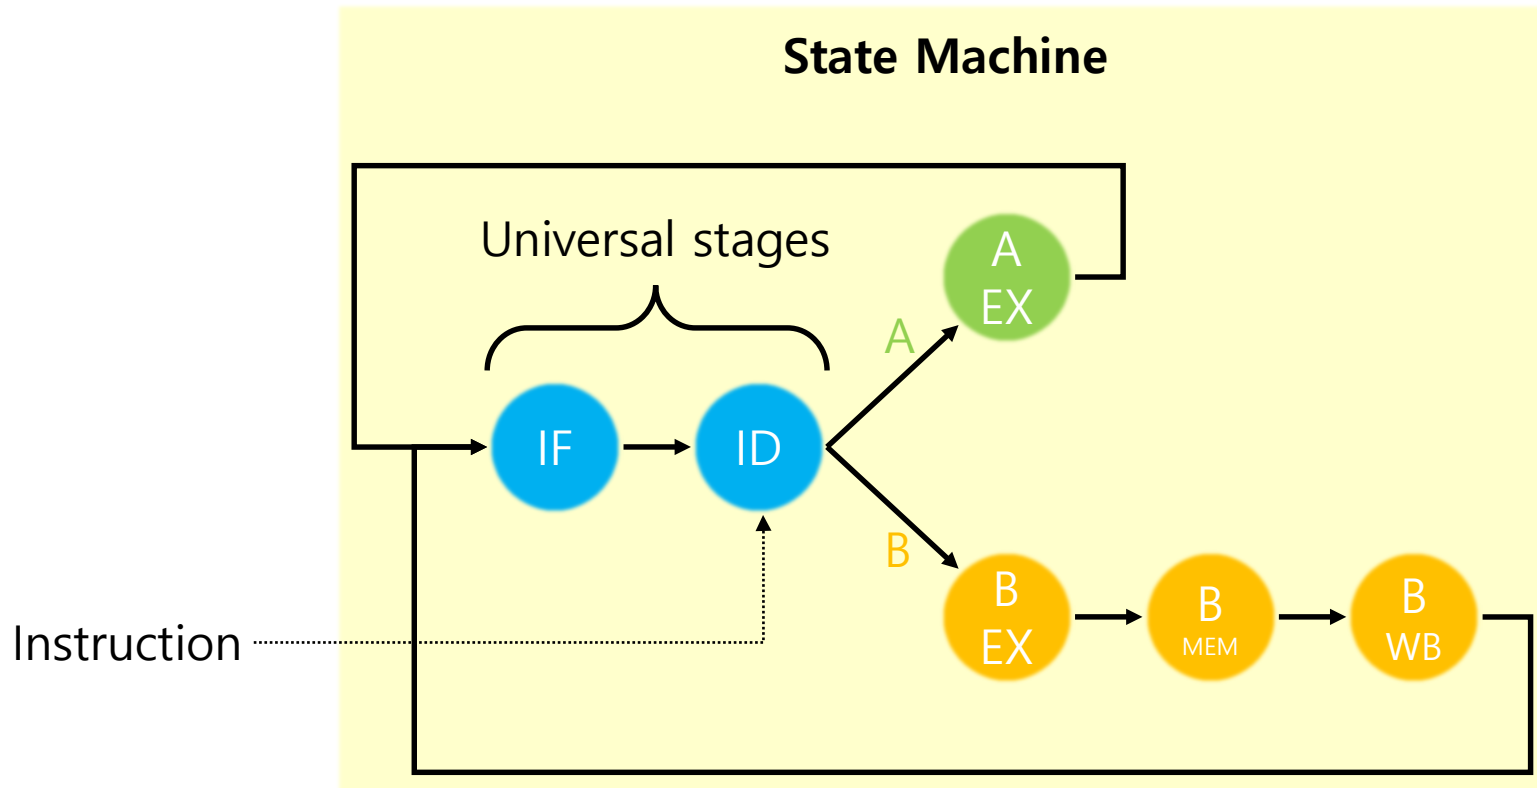 State Machine
Universal stages
A
EX
A
IF
ID
B
B
EX
B
MEM
B
WB
Instruction